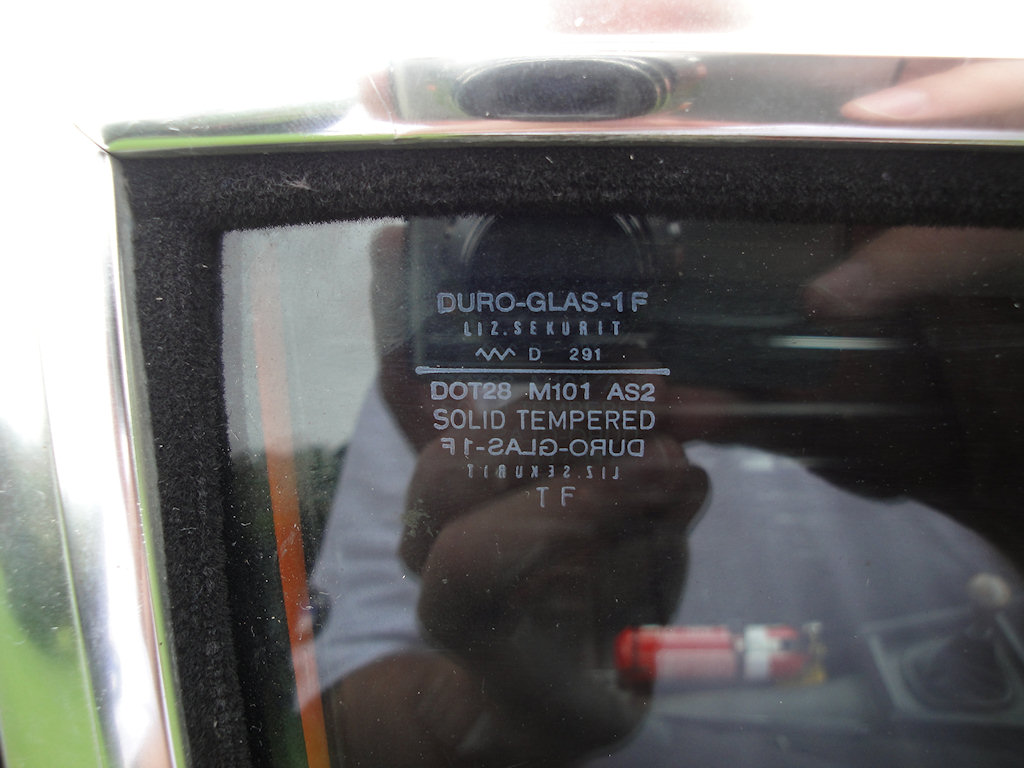 DURO-GLAS-1F
LIZ.SEKURIT
D 291
DOT28 M101 AS2
SOLID TEMPERED
DURO-GLAS-1F
LIZ.SEKURIT
TF